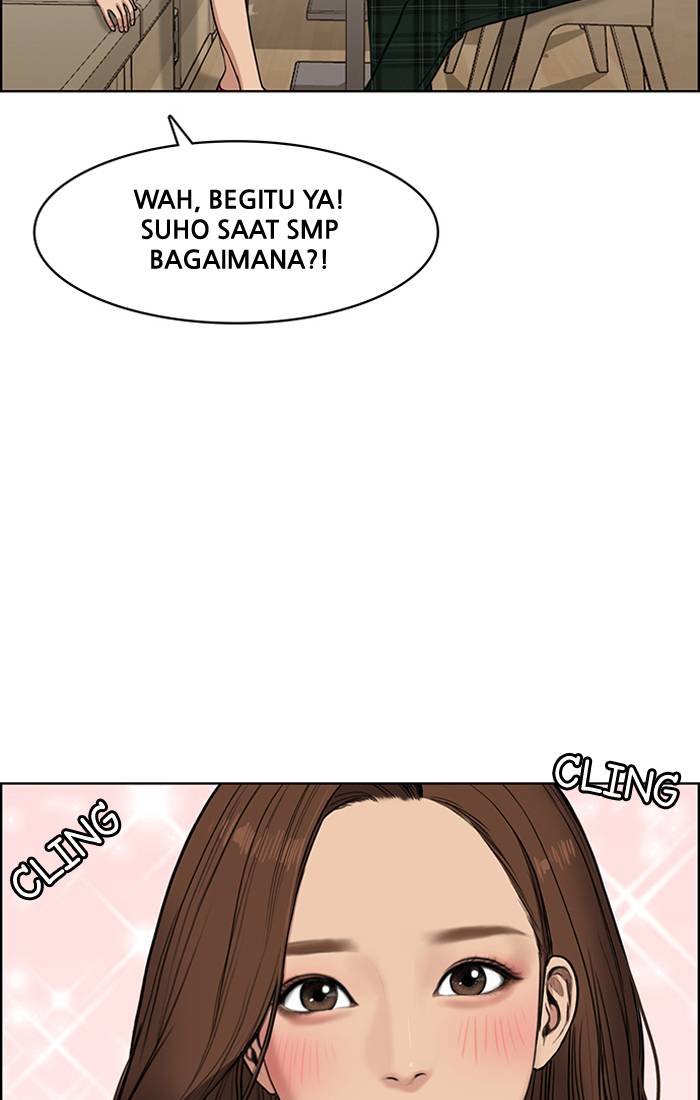 WAH, BEGITU YA!
SUHO SAAT SMP
BAGAIMANA?!
CLING
CLING